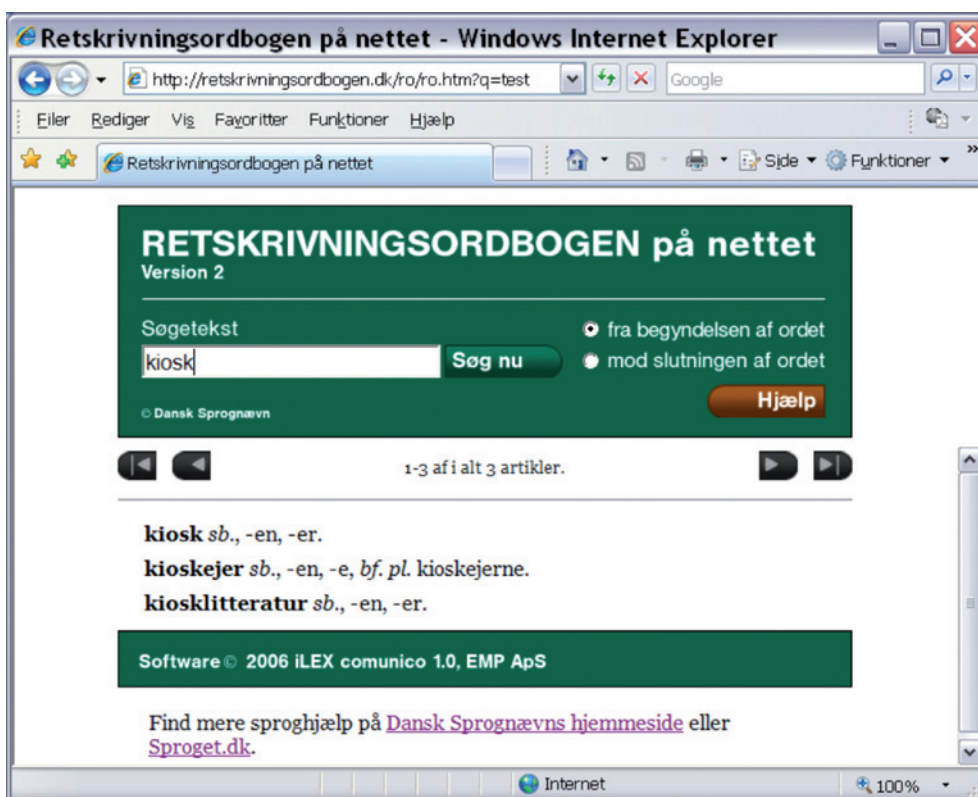 Retskrivningsordbogen på nettet - Windows Internet Explorer
http://retskrivningsordbogen.dk/ro/ro.htm?q=test Google
Filer Rediger Vis Favoritter Funktioner Hjælp
Retskrivningsordbogen på nettet Side Funktioner »
RETSKRIVNINGSORDBOGEN på nettet
Version 2
Søgetekst
fra begyndelsen af ordet
kiosk Søg nu mod slutningen af ordet
Hjælp
© Dansk Sprognævn
1-3 af i alt 3 artikler.
kiosk sb., -en, -er.
kioskejer sb., -en, -e, bf. pl. kioskejerne.
kiosklitteratur sb., -en, -er.
Software © 2006 iLEX comunico 1.0, EMP ApS
Find mere sproghjælp på Dansk Sprognævns hjemmeside eller
Sproget.dk.
Internet 100%